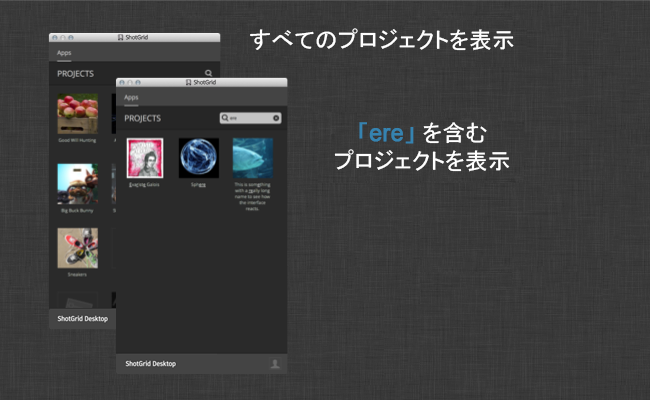 すべてのプロジェクトを表示
「ere」を含む
プロジェクトを表示
ShotGrid
Apps
PROJECTS
Good Will Hunting
Big Buck Bunny
Sneakers
ShotGrid Desktop
ShotGrid
Apps
PROJECTS
ere
Sphere
This is something
with a really long
name to see how
the interface
reacts.
ShotGrid Desktop